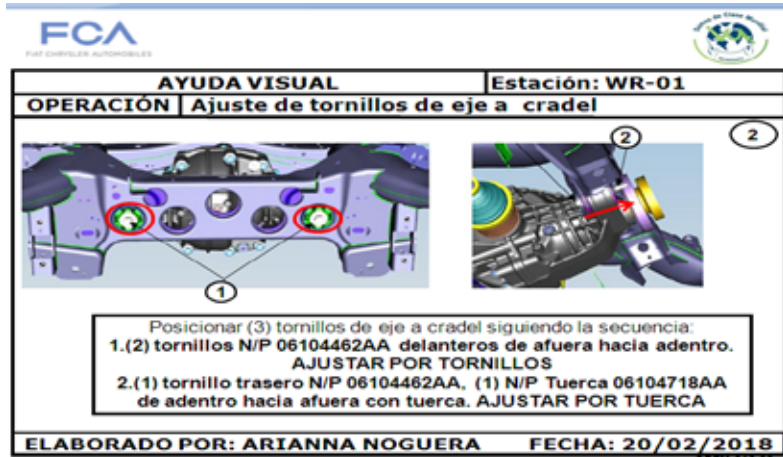 FCA
FIAT CHRYSLER AUTOMOBILES
AYUDA VISUAL
Estación: WR-01
OPERACIÓN
Ajuste de tornillos de eje a cradel
2
2
1
Posicionar (3) tornillos de eje a cradel siguiendo la secuencia:
1.(2) tornillos N/P 06104462AA delanteros de afuera hacia adentro.
AJUSTAR POR TORNILLOS
2.(1) tornillo trasero N/P 06104462AA, (1) N/P Tuerca 06104718AA
de adentro hacia afuera con tuerca. AJUSTAR POR TUERCA
ELABORADO POR: ARIANNA NOGUERA
FECHA: 20/02/2018